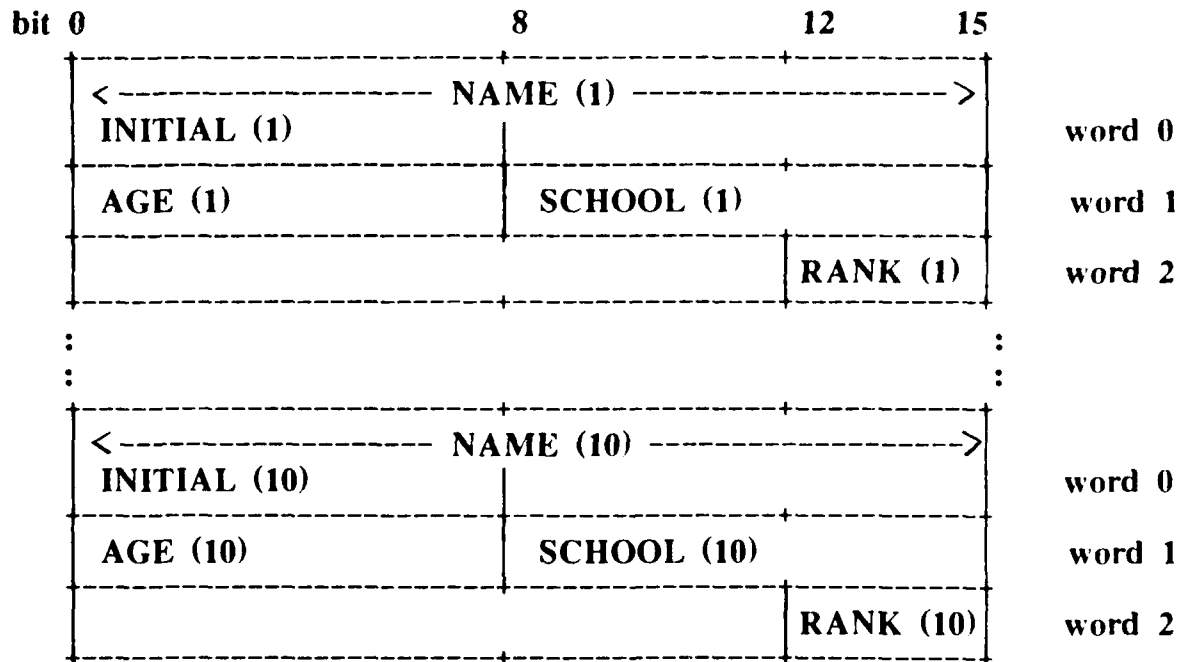 bit 0 8 12 15
<---------------- NAME (1) ---------------->
INITIAL (1) word 0
AGE (1) SCHOOL (1) word 1
RANK (1) word 2
: :
: :
<---------------- NAME (10) ---------------->
INITIAL (10) word 0
AGE (10) SCHOOL (10) word 1
RANK (10) word 2